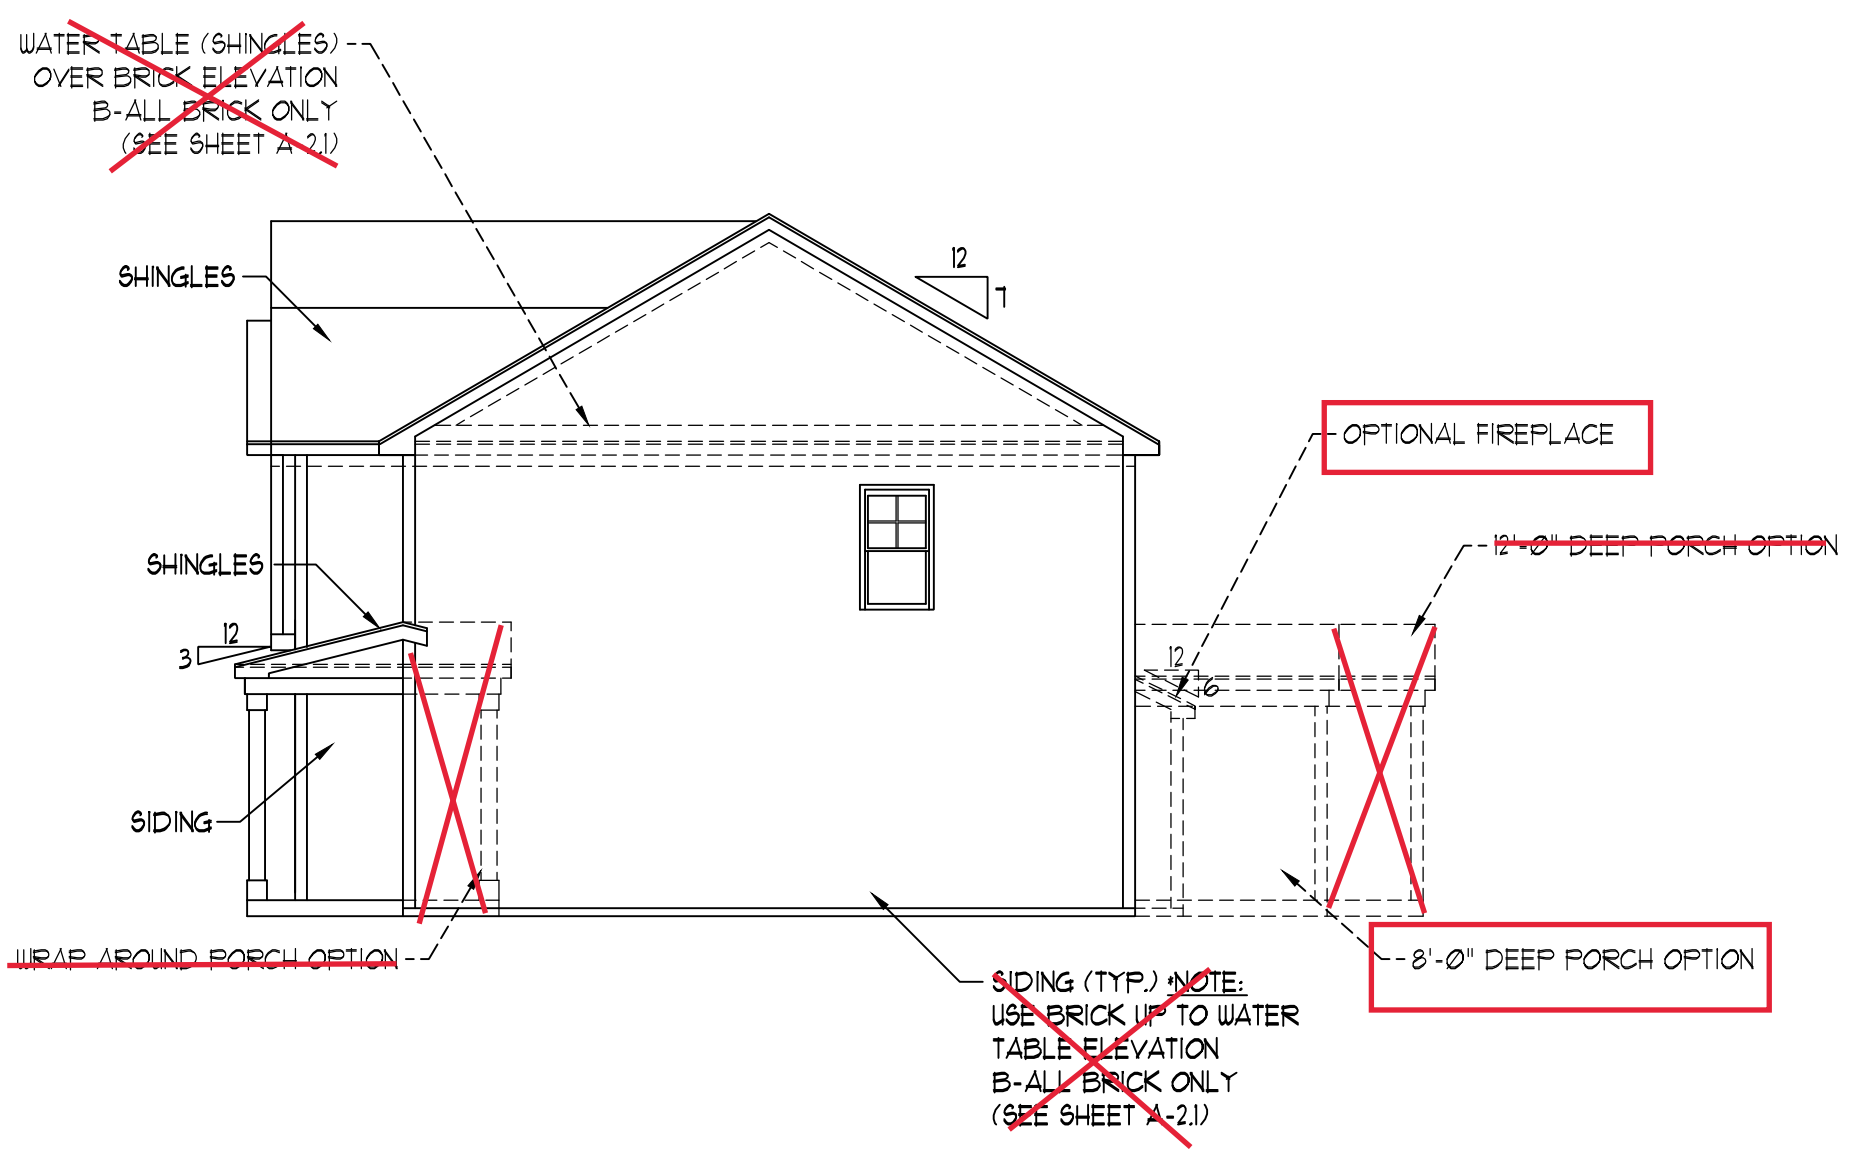 WATER TABLE (SHINGLES)
OVER BRICK ELEVATION
B-ALL BRICK ONLY
(SEE SHEET A-2.1)
12
7
SHINGLES
OPTIONAL FIREPLACE
12'-0" DEEP PORCH OPTION
SHINGLES
12
3
12
6
SIDING
WRAP AROUND PORCH OPTION
8'-0" DEEP PORCH OPTION
SIDING (TYP.) *NOTE:
USE BRICK UP TO WATER
TABLE ELEVATION
B-ALL BRICK ONLY
(SEE SHEET A-2.1)